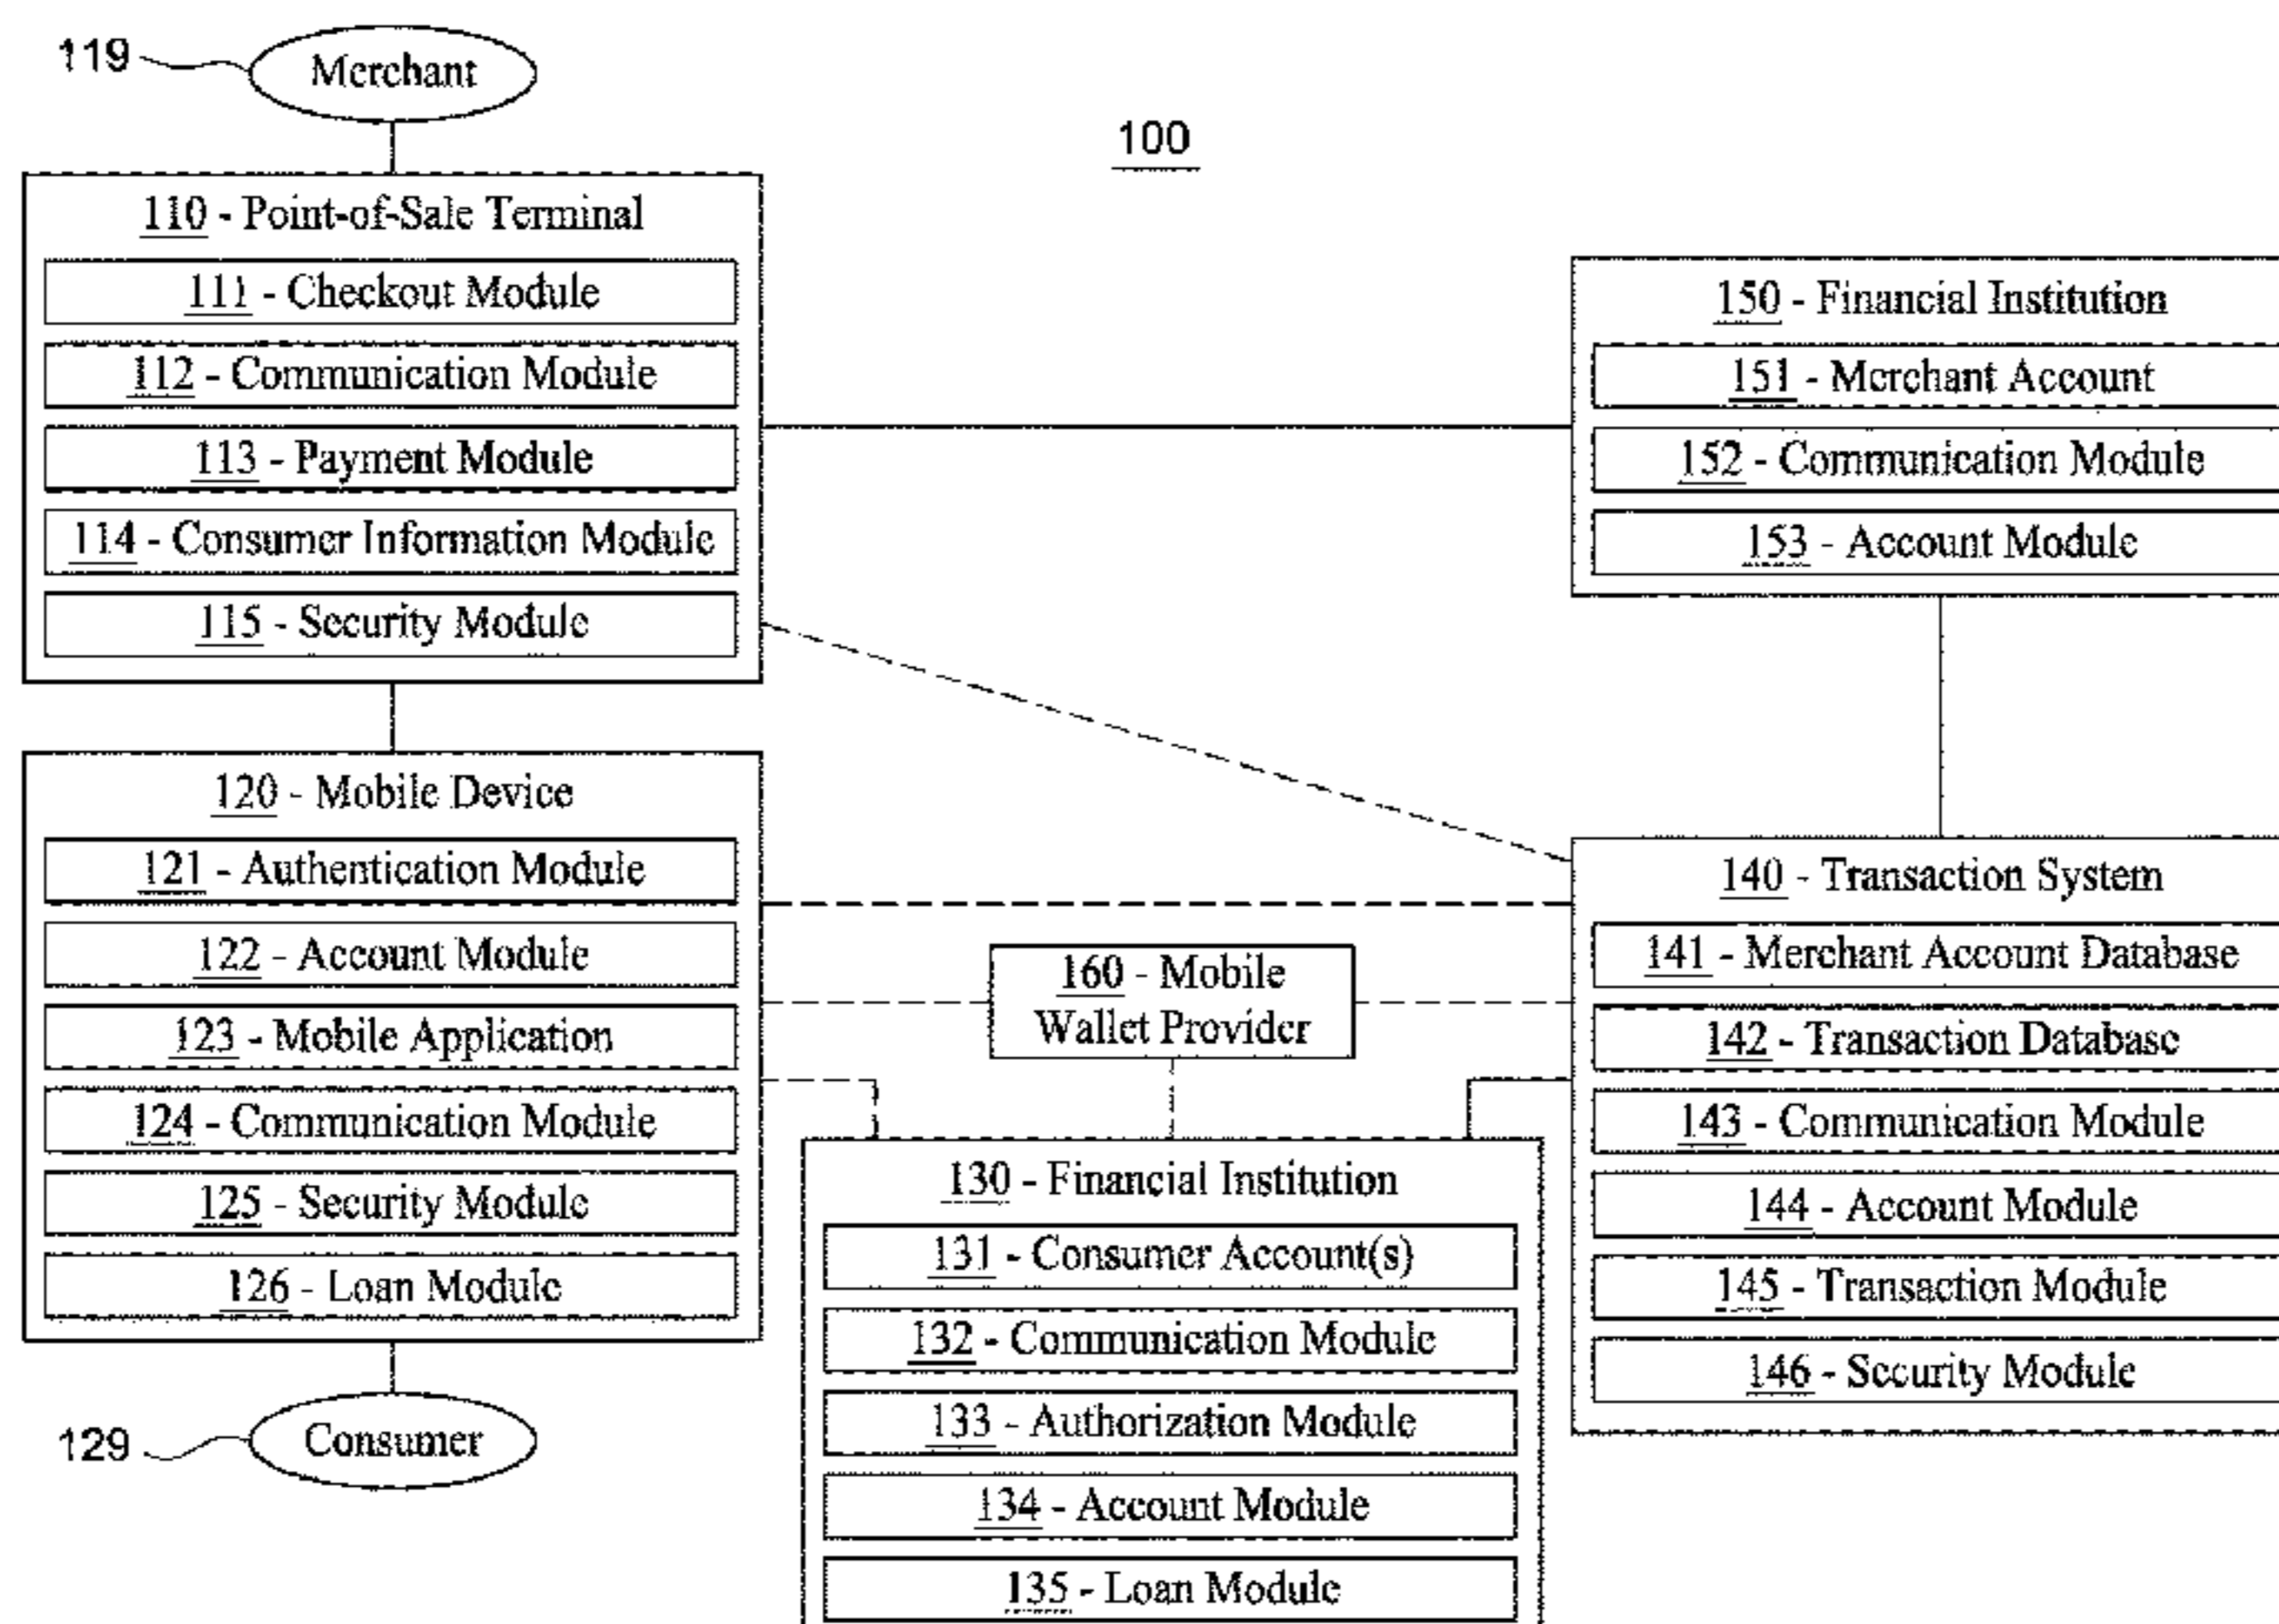 119
Merchant
100
110 - Point-of-Sale Terminal
111 - Checkout Module
112 - Communication Module
113 - Payment Module
114 - Consumer Information Module
115 - Security Module
150 - Financial Institution
151 - Merchant Account
152 - Communication Module
153 - Account Module
120 - Mobile Device
121 - Authentication Module
122 - Account Module
123 - Mobile Application
124 - Communication Module
125 - Security Module
126 - Loan Module
160 - Mobile
Wallet Provider
140 - Transaction System
141 - Merchant Account Database
142 - Transaction Database
143 - Communication Module
144 - Account Module
145 - Transaction Module
146 - Security Module
130 - Financial Institution
131 - Consumer Account(s)
132 - Communication Module
133 - Authorization Module
134 - Account Module
135 - Loan Module
129
Consumer